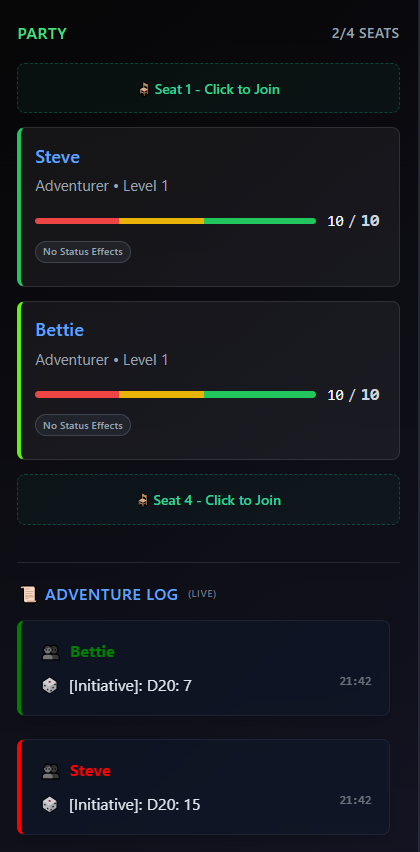 PARTY 2/4 SEATS
Seat 1 - Click to Join
Steve
Adventurer • Level 1
10 / 10
No Status Effects
Bettie
Adventurer • Level 1
10 / 10
No Status Effects
Seat 4 - Click to Join
ADVENTURE LOG (LIVE)
Bettie
[Initiative]: D20: 7 21:42
Steve
[Initiative]: D20: 15 21:42